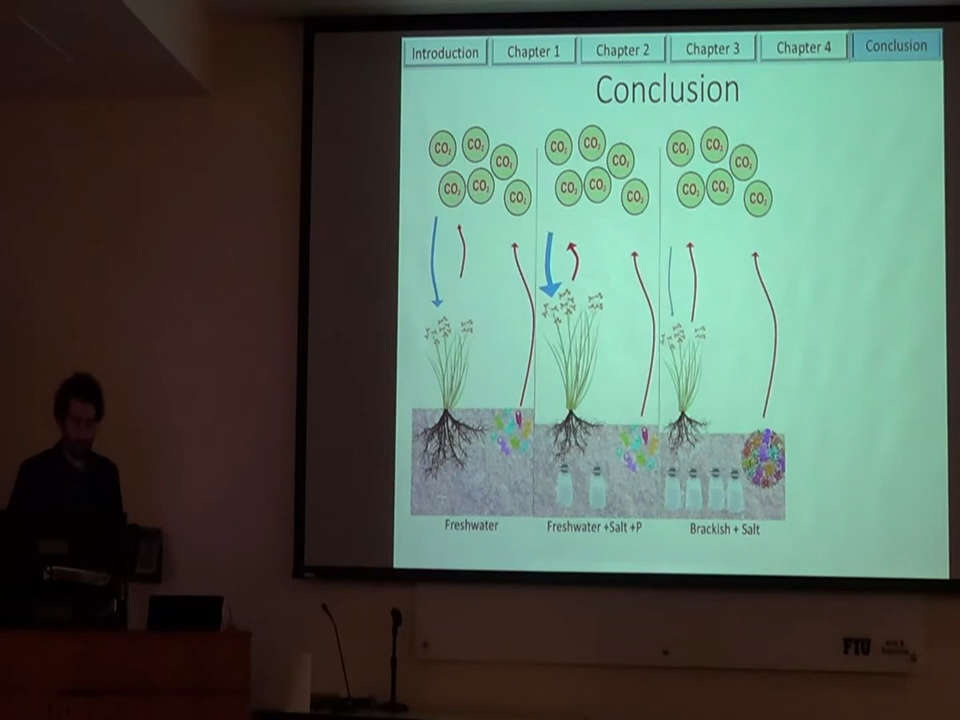 Introduction
Chapter 1
Chapter 2
Chapter 3
Chapter 4
Conclusion
Conclusion
CO2 CO2 CO2 CO2 CO2 CO2
CO2 CO2 CO2 CO2 CO2 CO2
CO2 CO2 CO2 CO2 CO2 CO2
Freshwater
Freshwater +Salt +P
Brackish + Salt
FIU